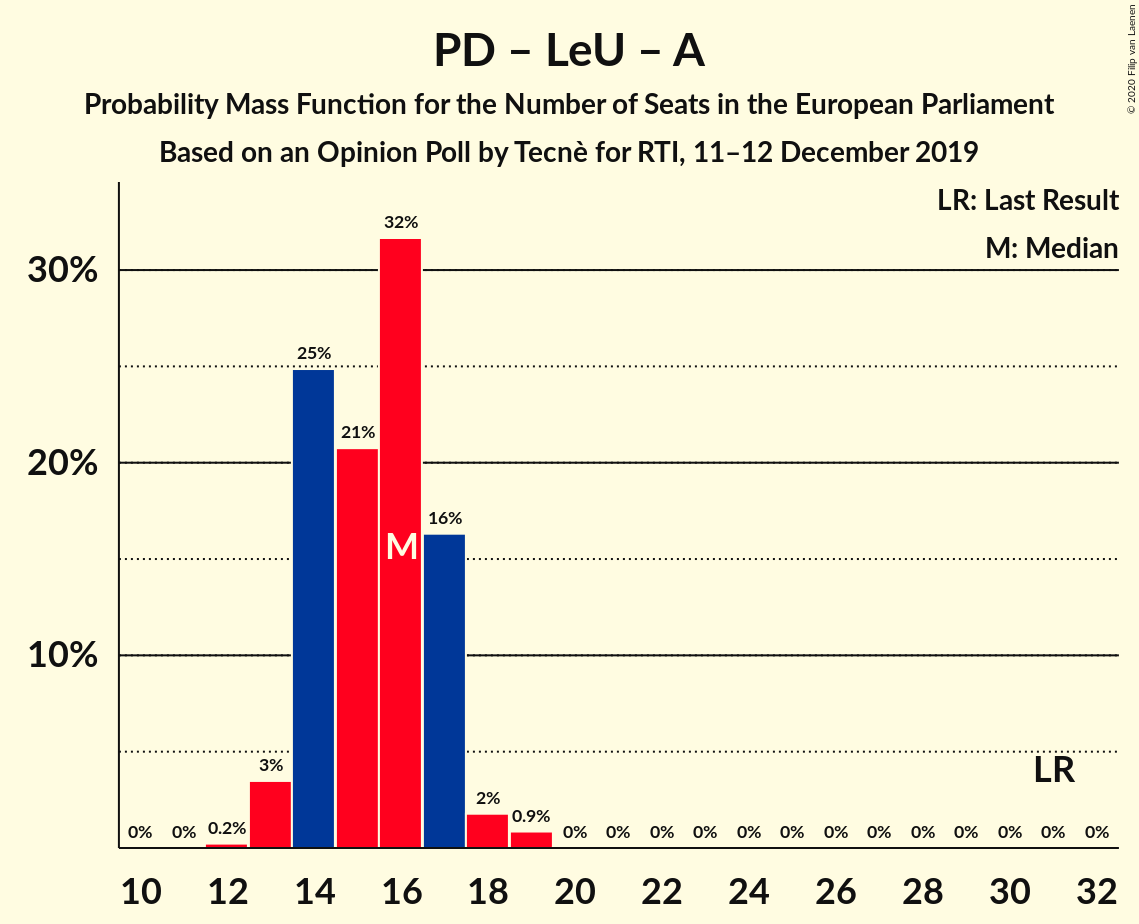 PD – LeU – A
Probability Mass Function for the Number of Seats in the European Parliament
Based on an Opinion Poll by Tecnè for RTI, 11–12 December 2019
© 2020 Filip van Laenen
LR: Last Result
M: Median
30%
20%
10%
0% 0% 0.2% 3% 25% 21% 32% 16% 2% 0.9% 0% 0% 0% 0% 0% 0% 0% 0% 0% 0% 0% 0% 0%
M
LR
10 12 14 16 18 20 22 24 26 28 30 32